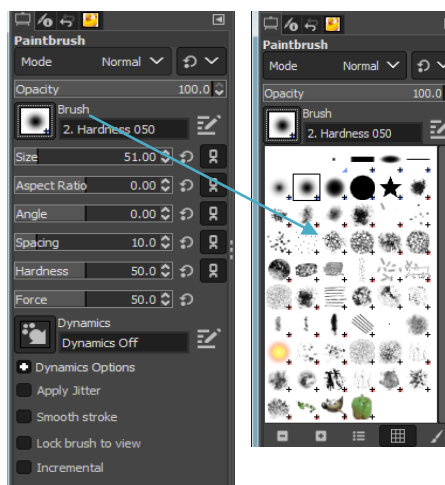 Paintbrush
Mode Normal
Opacity 100.0
Brush
2. Hardness 050
Size 51.00
Aspect Ratio 0.00
Angle 0.00
Spacing 10.0
Hardness 50.0
Force 50.0
Dynamics
Dynamics Off
Dynamics Options
Apply Jitter
Smooth stroke
Lock brush to view
Incremental
Paintbrush
Mode Normal
Opacity 100.0
Brush
2. Hardness 050